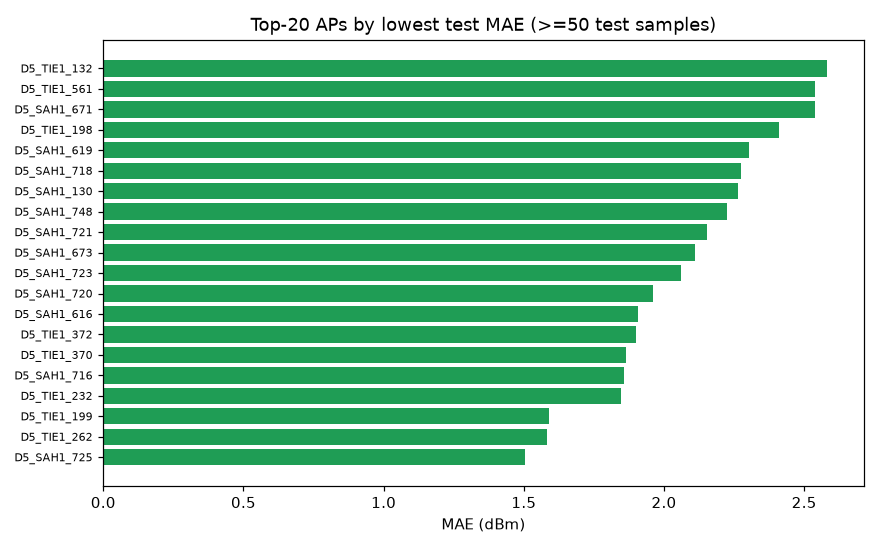 Top-20 APs by lowest test MAE (>=50 test samples)
D5_TIE1_132
D5_TIE1_561
D5_SAH1_671
D5_TIE1_198
D5_SAH1_619
D5_SAH1_718
D5_SAH1_130
D5_SAH1_748
D5_SAH1_721
D5_SAH1_673
D5_SAH1_723
D5_SAH1_720
D5_SAH1_616
D5_TIE1_372
D5_TIE1_370
D5_SAH1_716
D5_TIE1_232
D5_TIE1_199
D5_TIE1_262
D5_SAH1_725
0.0 0.5 1.0 1.5 2.0 2.5
MAE (dBm)